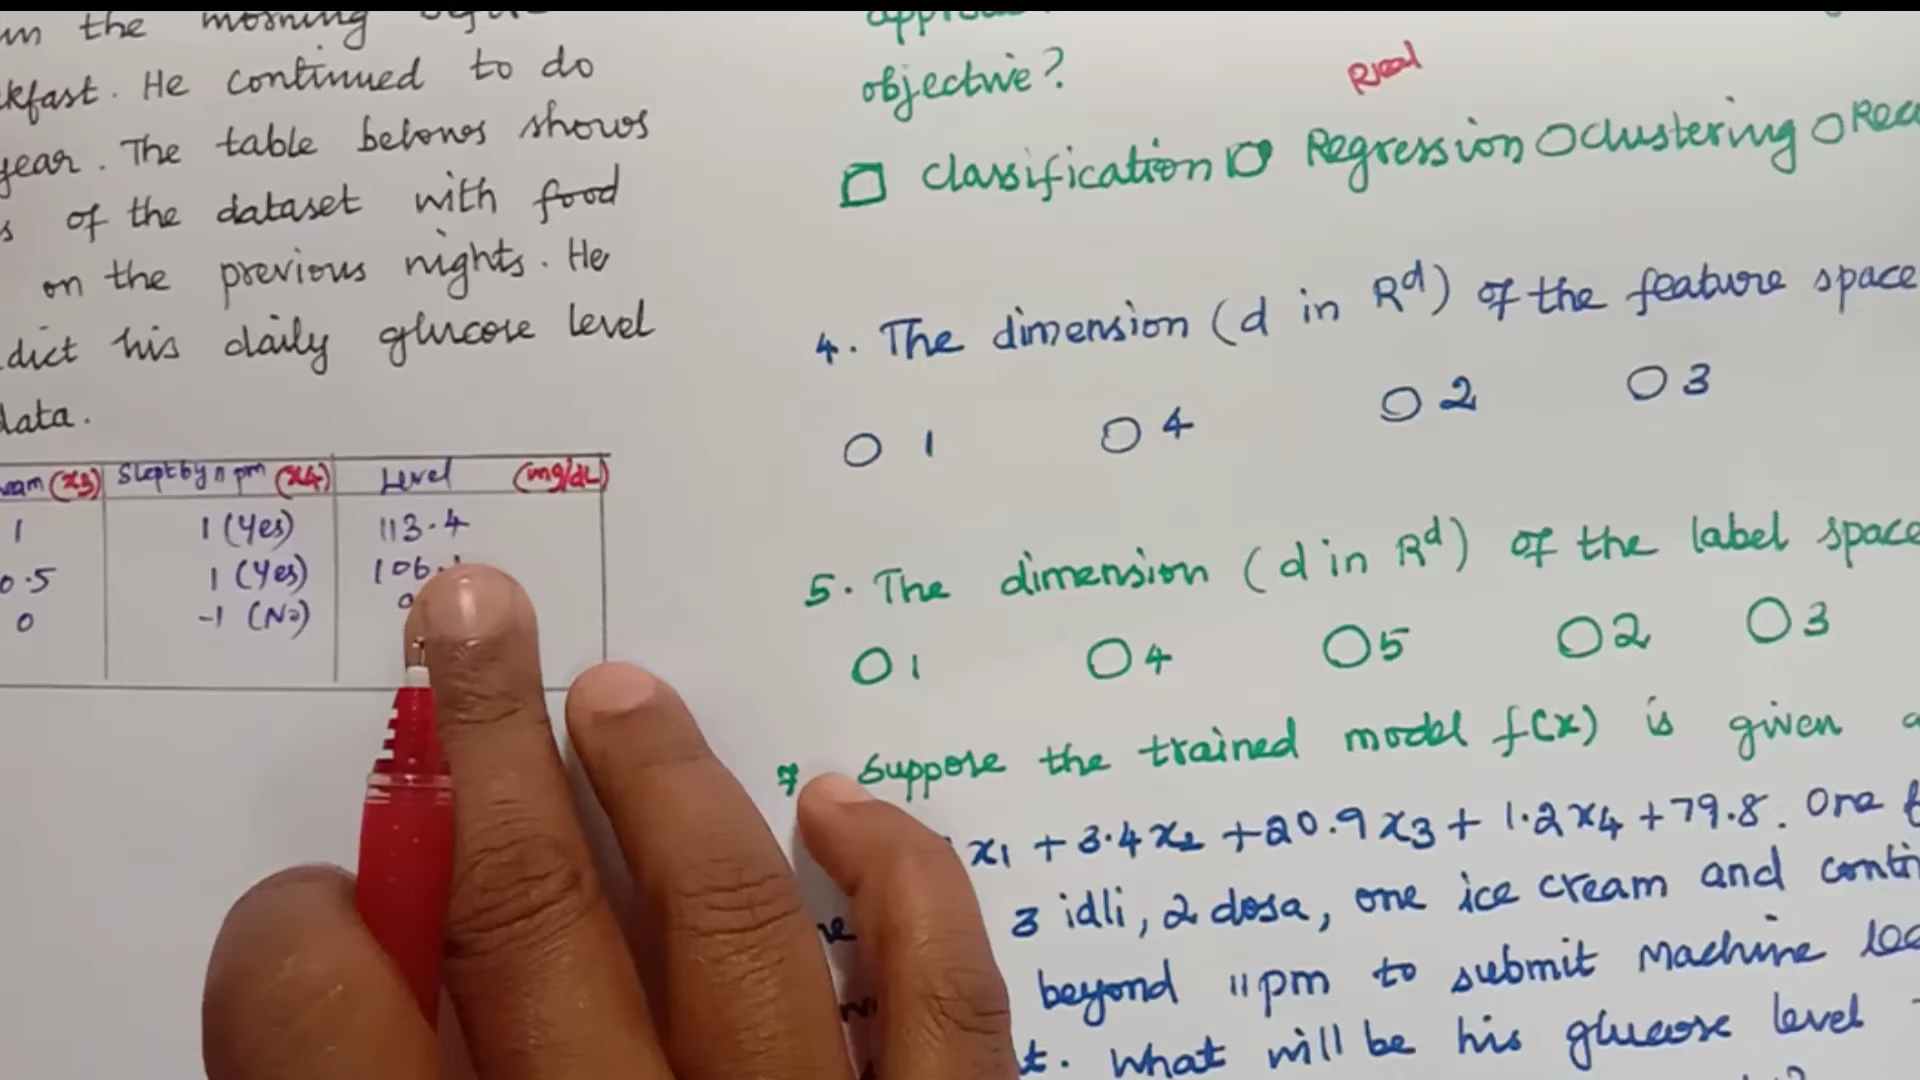 in the morning
kfast. He continued to do
year. The table belows shows
s of the dataset with food
on the previous nights. He
dict his daily glucose level
data.
eam (x3) Slept by 11 pm (x4) Level (mg/dL)
1 1 (Yes) 113.4
0.5 1 (Yes) 106.
0 -1 (No)
objective?
Real
Classification Regression Clustering
4. The dimension (d in Rd) of the feature space
1 4 2 3
5. The dimension (d in Rd) of the label space
1 4 5 2 3
7 Suppose the trained model f(x) is given
x1 + 3.4x2 + 20.9x3 + 1.2x4 + 79.8. One
3 idli, 2 dosa, one ice cream and contin
beyond 11pm to submit Machine
t. What will be his glucose level